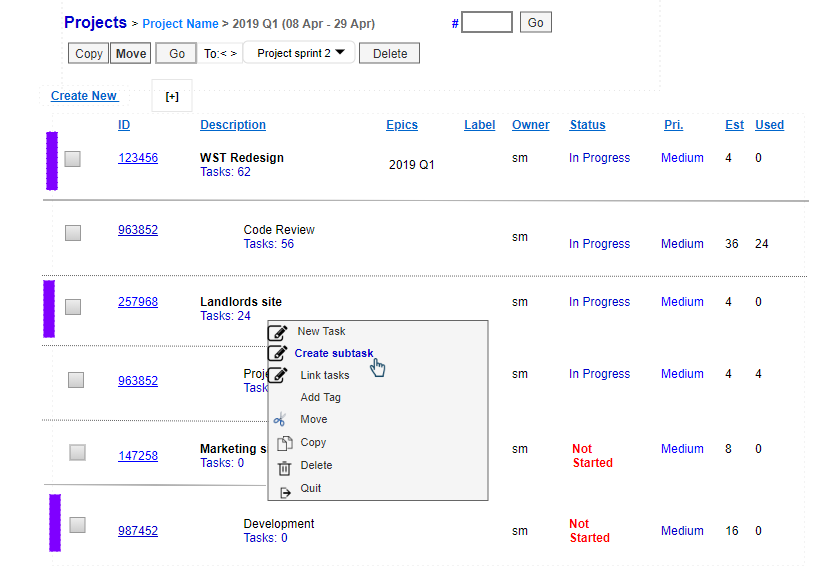 Projects > Project Name > 2019 Q1 (08 Apr - 29 Apr) # Go
Copy Move Go To:< > Project sprint 2 Delete
Create New [+]
ID Description Epics Label Owner Status Pri. Est Used
123456 WST Redesign sm In Progress Medium 4 0
Tasks: 62 2019 Q1
963852 Code Review
Tasks: 56 sm In Progress Medium 36 24
257968 Landlords site sm In Progress Medium 4 0
Tasks: 24
New Task
Create subtask
Link tasks
Add Tag
Move
Copy
Delete
Quit
963852 Proje sm In Progress Medium 4 4
Task
147258 Marketing s sm Not Started Medium 8 0
Tasks: 0
987452 Development sm Not Started Medium 16 0
Tasks: 0